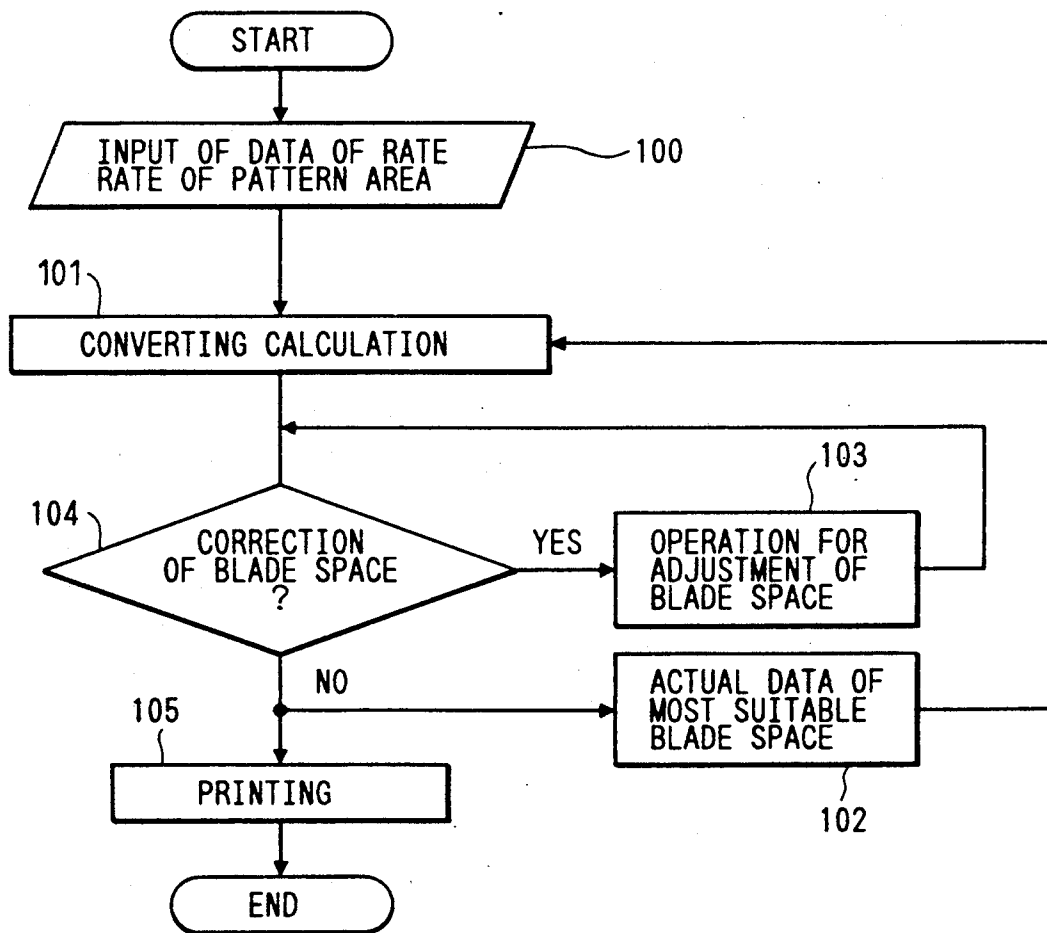 START
INPUT OF DATA OF RATE
RATE OF PATTERN AREA
100
101
CONVERTING CALCULATION
103
104
CORRECTION
OF BLADE SPACE
?
YES
OPERATION FOR
ADJUSTMENT OF
BLADE SPACE
NO
ACTUAL DATA OF
MOST SUITABLE
BLADE SPACE
105
PRINTING
102
END